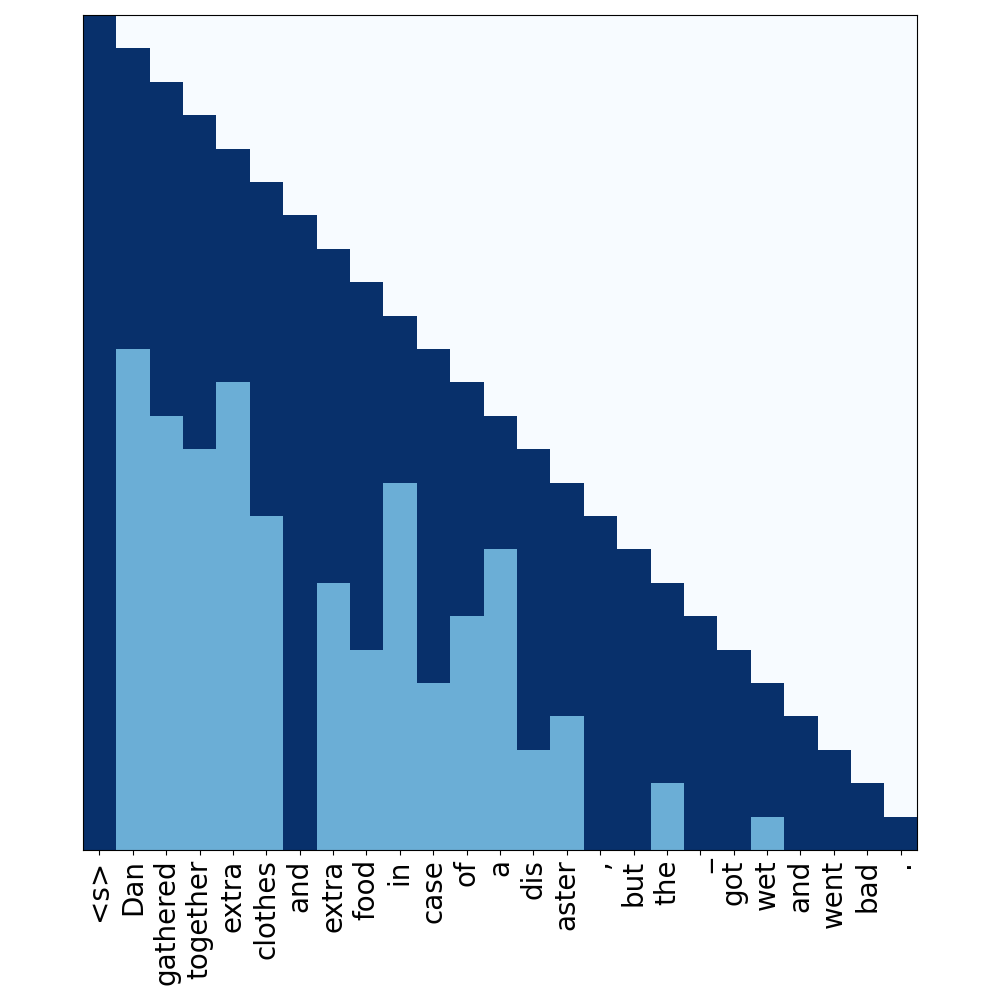 <s> Dan gathered together extra clothes and extra food in case of a dis aster , but the _ got wet and went bad .